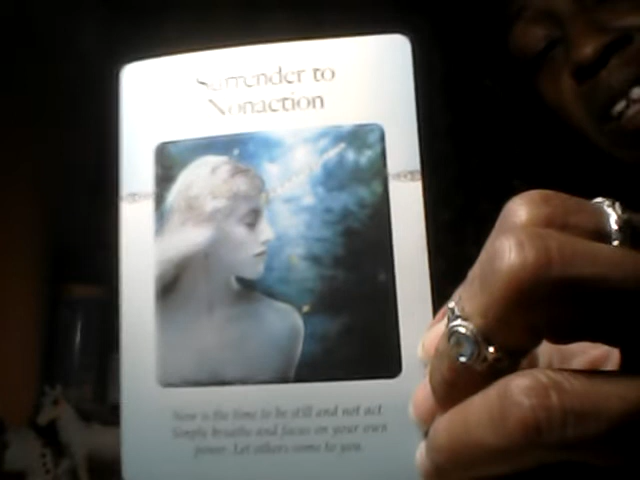 Surrender to
Nonaction
Now is the time to be still and not act.
Simply breathe and focus on your own
power. Let others come to you.